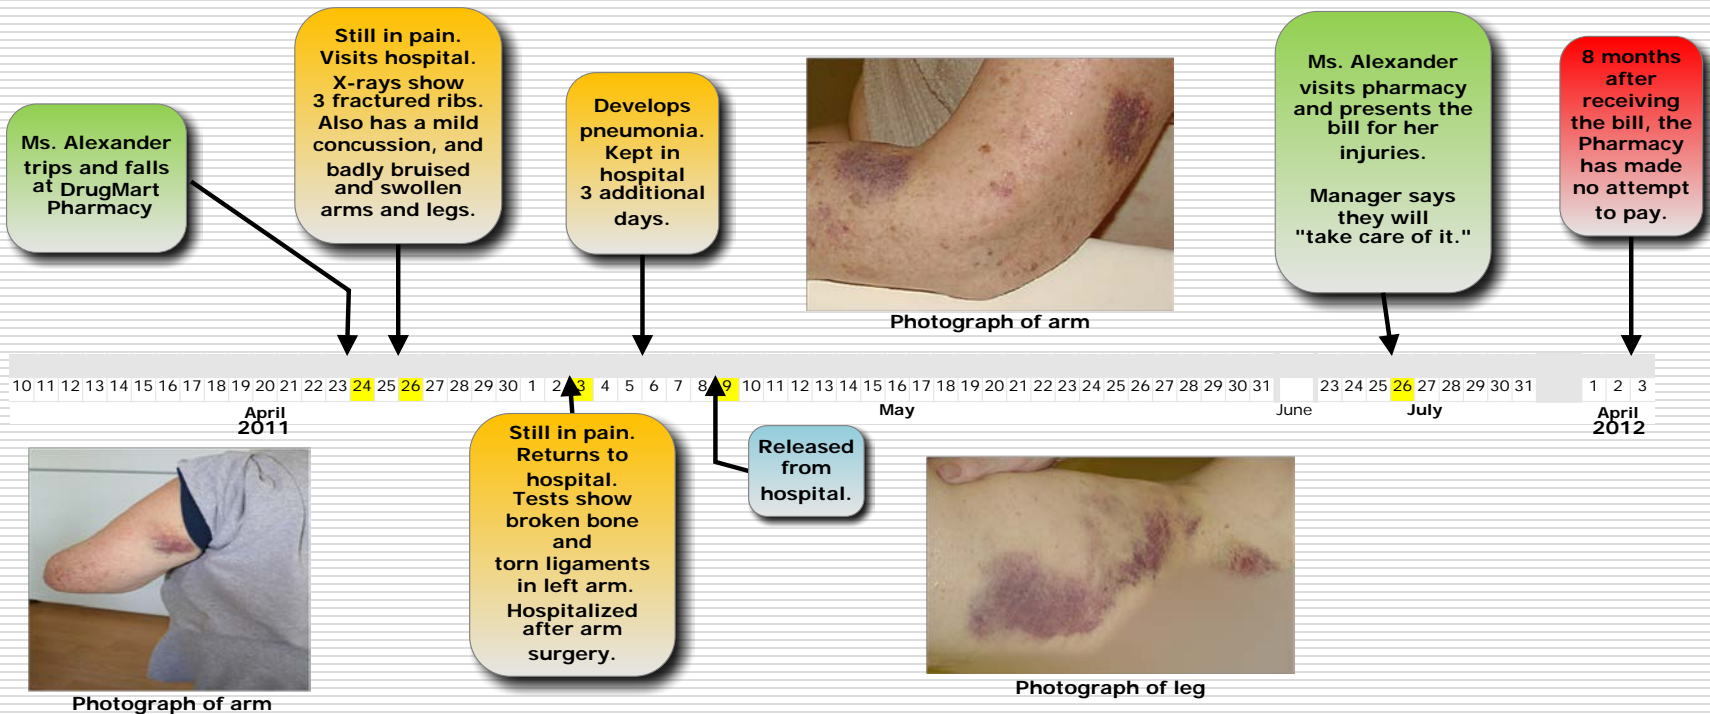 Ms. Alexander
trips and falls
at DrugMart
Pharmacy
Still in pain.
Visits hospital.
X-rays show
3 fractured ribs.
Also has a mild
concussion, and
badly bruised
and swollen
arms and legs.
Develops
pneumonia.
Kept in
hospital
3 additional
days.
Photograph of arm
Ms. Alexander
visits pharmacy
and presents the
bill for her
injuries.
Manager says
they will
"take care of it."
8 months
after
receiving
the bill, the
Pharmacy
has made
no attempt
to pay.
10 11 12 13 14 15 16 17 18 19 20 21 22 23 24 25 26 27 28 29 30 1 2 3 4 5 6 7 8 9 10 11 12 13 14 15 16 17 18 19 20 21 22 23 24 25 26 27 28 29 30 31 23 24 25 26 27 28 29 30 31 1 2 3
April
2011
May
June
July
April
2012
Still in pain.
Returns to
hospital.
Tests show
broken bone
and
torn ligaments
in left arm.
Hospitalized
after arm
surgery.
Released
from
hospital.
Photograph of arm
Photograph of leg